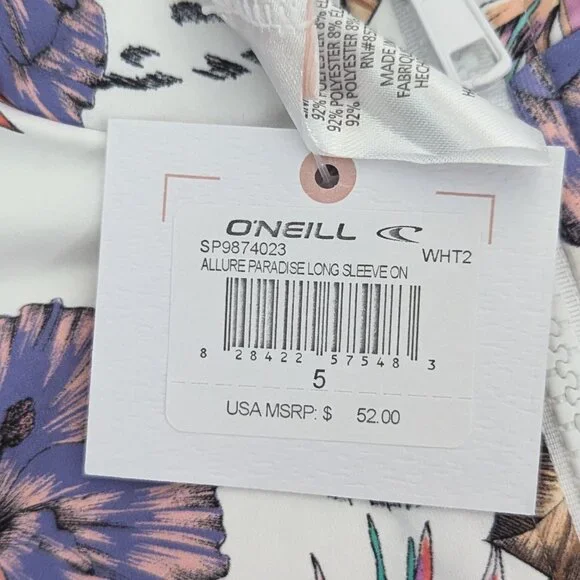 92% POLYESTER 8%
92% POLYESTER 8%
92% POLYESTER 8%
RN#
MADE
O'NEILL
SP9874023 WHT2
ALLURE PARADISE LONG SLEEVE ON
8 28422 57548 3
5
USA MSRP: $ 52.00